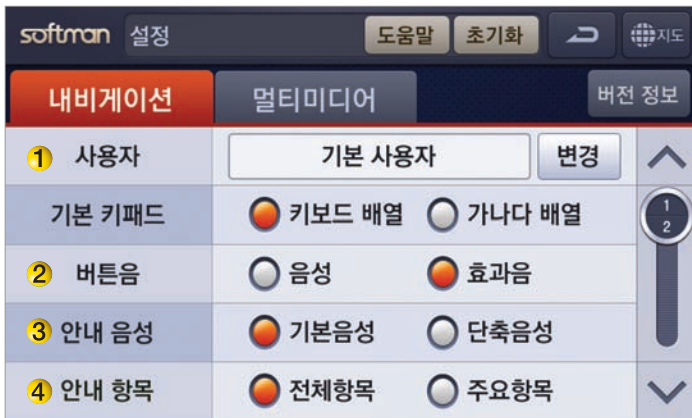 softman 설정 도움말 초기화 지도
내비게이션 멀티미디어 버전 정보
1 사용자 기본 사용자 변경
기본 키패드 키보드 배열 가나다 배열 1
2
2 버튼음 음성 효과음
3 안내 음성 기본음성 단축음성
4 안내 항목 전체항목 주요항목